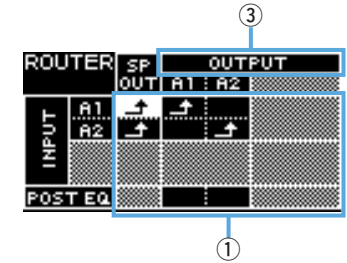 ③
ROUTER SP OUT OUTPUT
A1 A2
INPUT A1
A2
POST EQ
①